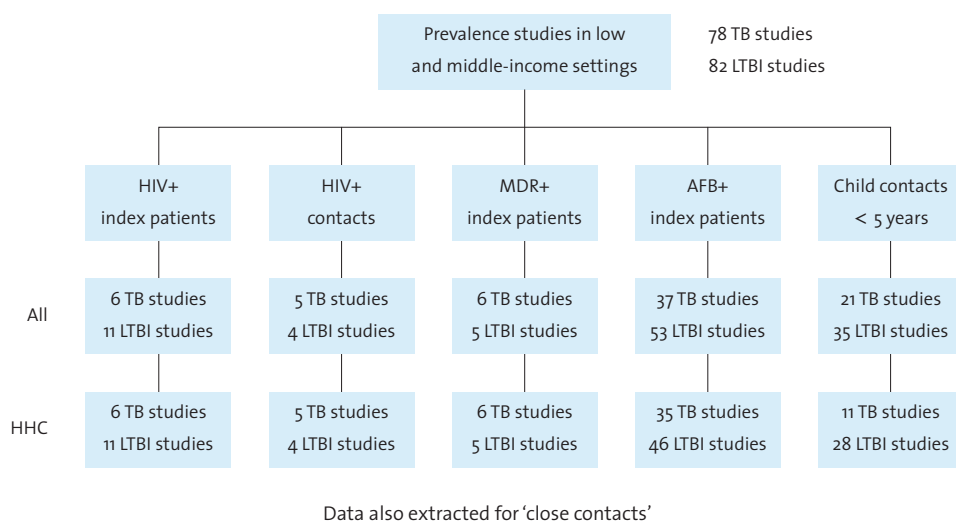 Prevalence studies in low
and middle-income settings
78 TB studies
82 LTBI studies
HIV+
index patients
HIV+
contacts
MDR+
index patients
AFB+
index patients
Child contacts
< 5 years
All
6 TB studies
11 LTBI studies
5 TB studies
4 LTBI studies
6 TB studies
5 LTBI studies
37 TB studies
53 LTBI studies
21 TB studies
35 LTBI studies
HHC
6 TB studies
11 LTBI studies
5 TB studies
4 LTBI studies
6 TB studies
5 LTBI studies
35 TB studies
46 LTBI studies
11 TB studies
28 LTBI studies
Data also extracted for ‘close contacts’